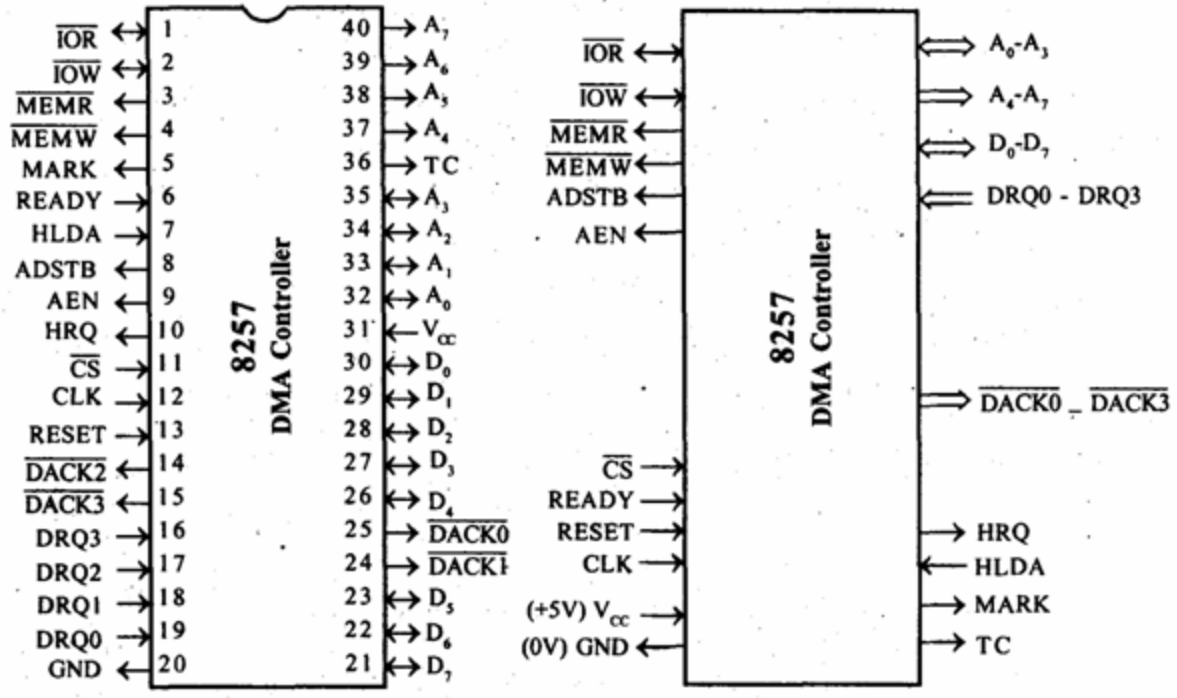 IOR 1 40 A7
IOW 2 39 A6
MEMR 3 38 A5
MEMW 4 37 A4
MARK 5 36 TC
READY 6 35 A3
HLDA 7 34 A2
ADSTB 8 33 A1
AEN 9 32 A0
HRQ 10 31 VCC
CS 11 30 D0
CLK 12 29 D1
RESET 13 28 D2
DACK2 14 27 D3
DACK3 15 26 D4
DRQ3 16 25 DACK0
DRQ2 17 24 DACK1
DRQ1 18 23 D5
DRQ0 19 22 D6
GND 20 21 D7
8257
DMA Controller
IOR
IOW
MEMR
MEMW
ADSTB
AEN
CS
READY
RESET
CLK
(+5V) VCC
(0V) GND
8257
DMA Controller
A0-A3
A4-A7
D0-D7
DRQ0 - DRQ3
DACK0 - DACK3
HRQ
HLDA
MARK
TC